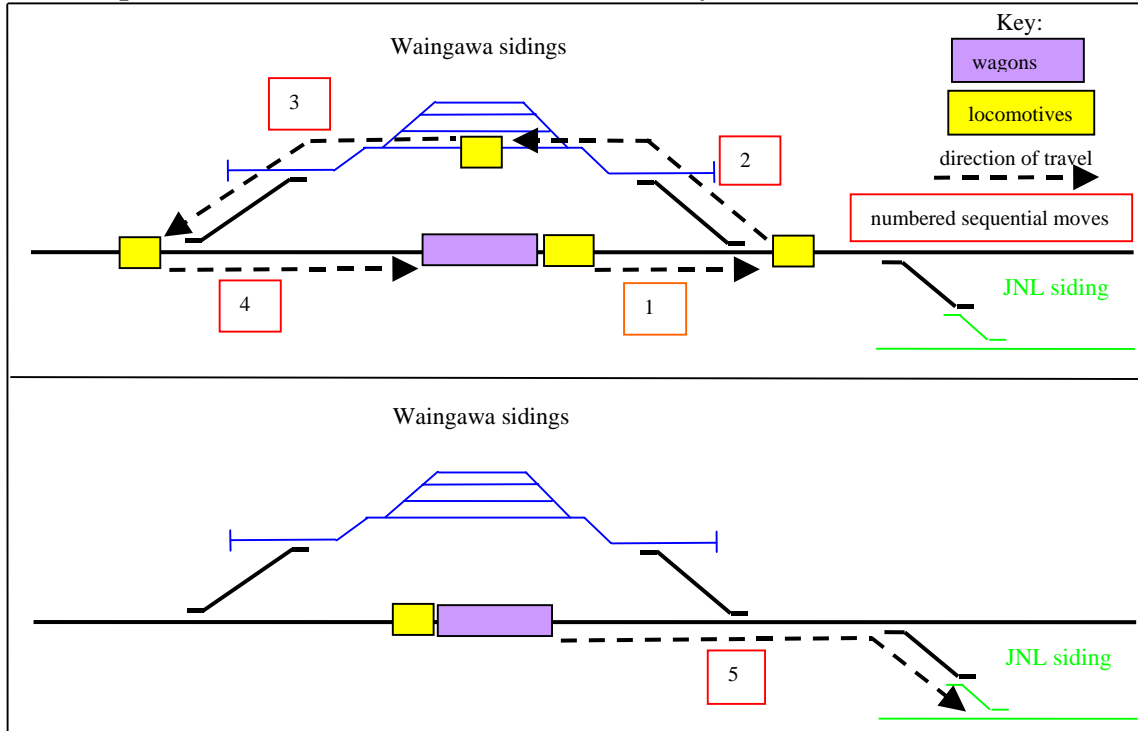 Waingawa sidings
Key:
wagons
locomotives
direction of travel
numbered sequential moves
3
2
4
1
JNL siding
Waingawa sidings
JNL siding
5